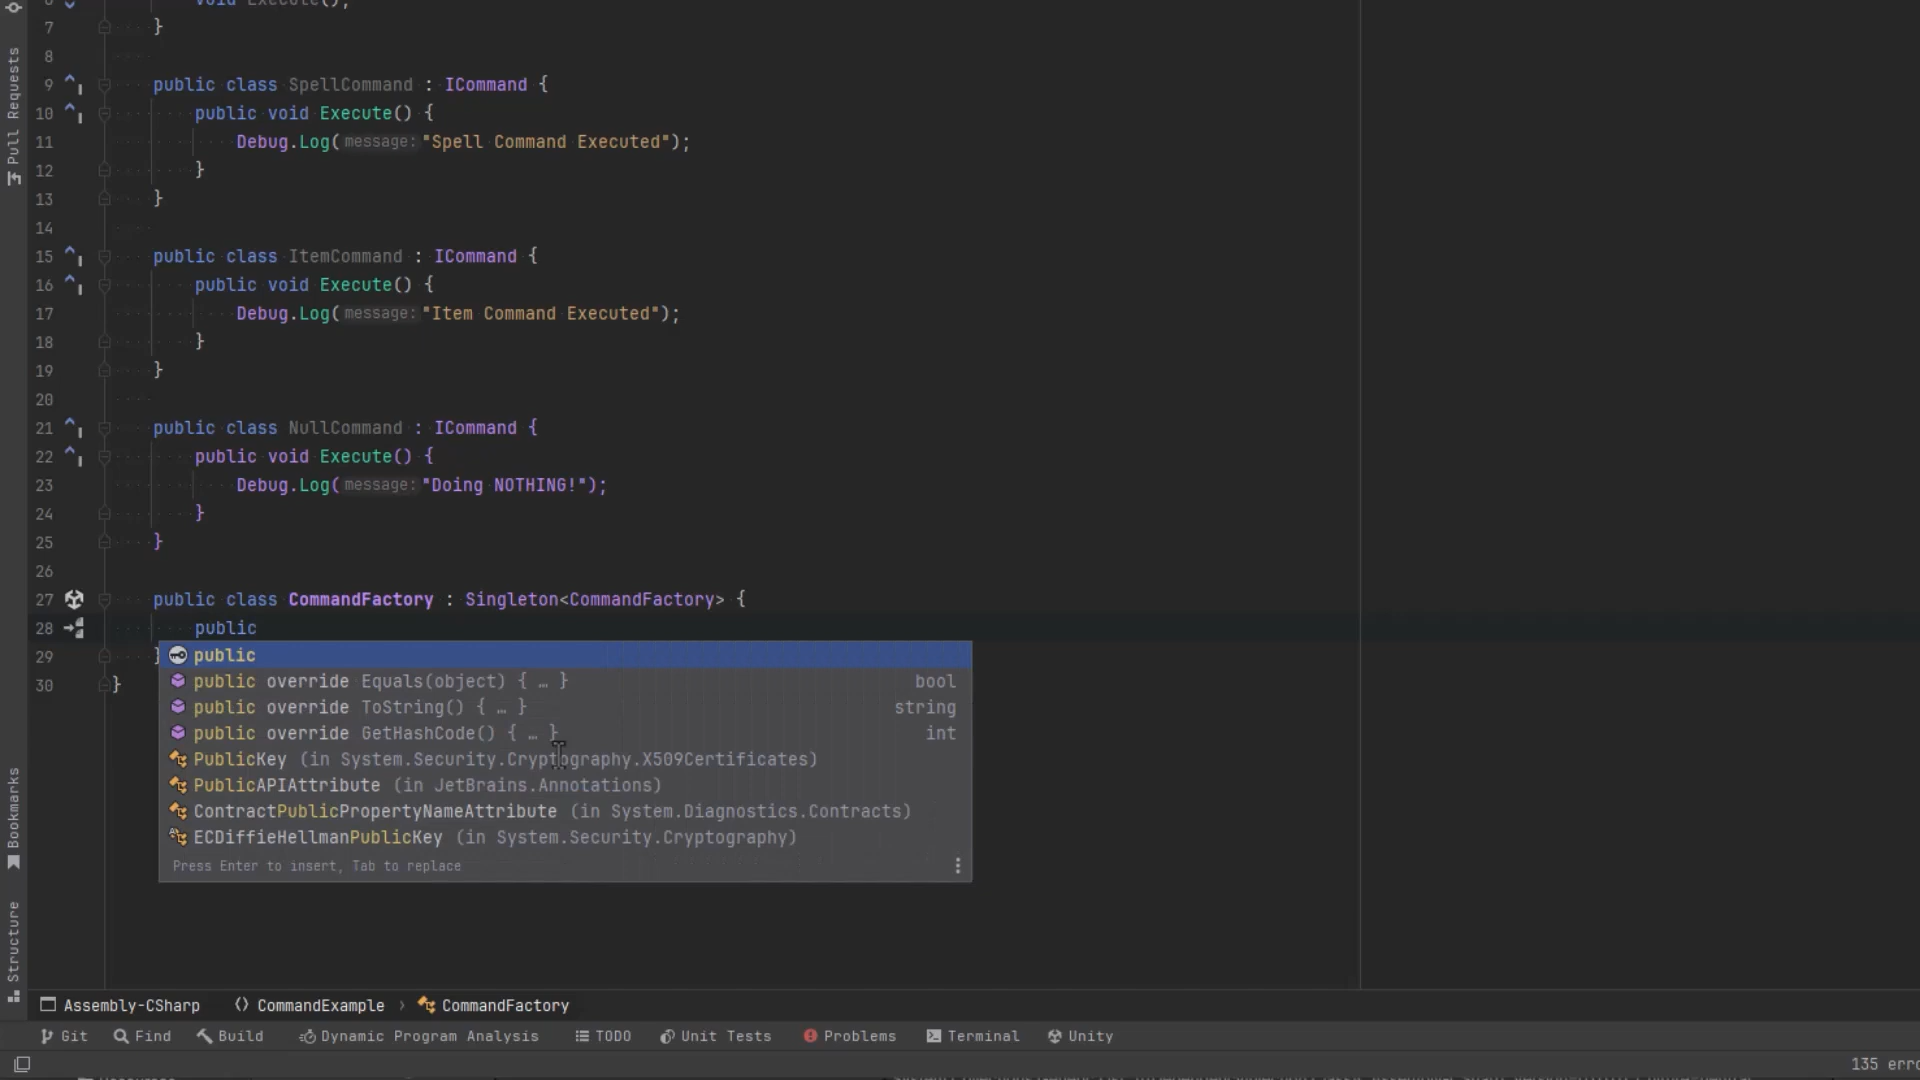 void Execute();
7 }
8
9 public class SpellCommand : ICommand {
10 public void Execute() {
11 Debug.Log( message: "Spell Command Executed");
12 }
13 }
14
15 public class ItemCommand : ICommand {
16 public void Execute() {
17 Debug.Log( message: "Item Command Executed");
18 }
19 }
20
21 public class NullCommand : ICommand {
22 public void Execute() {
23 Debug.Log( message: "Doing NOTHING!");
24 }
25 }
26
27 public class CommandFactory : Singleton<CommandFactory> {
28 public
29 }
30 }
public
public override Equals(object) { … } bool
public override ToString() { … } string
public override GetHashCode() { … } int
PublicKey (in System.Security.Cryptography.X509Certificates)
PublicAPIAttribute (in JetBrains.Annotations)
ContractPublicPropertyNameAttribute (in System.Diagnostics.Contracts)
ECDiffieHellmanPublicKey (in System.Security.Cryptography)
Press Enter to insert, Tab to replace
Pull Requests
Bookmarks
Structure
Assembly-CSharp CommandExample › CommandFactory
Git Find Build Dynamic Program Analysis TODO Unit Tests Problems Terminal Unity
135 erro